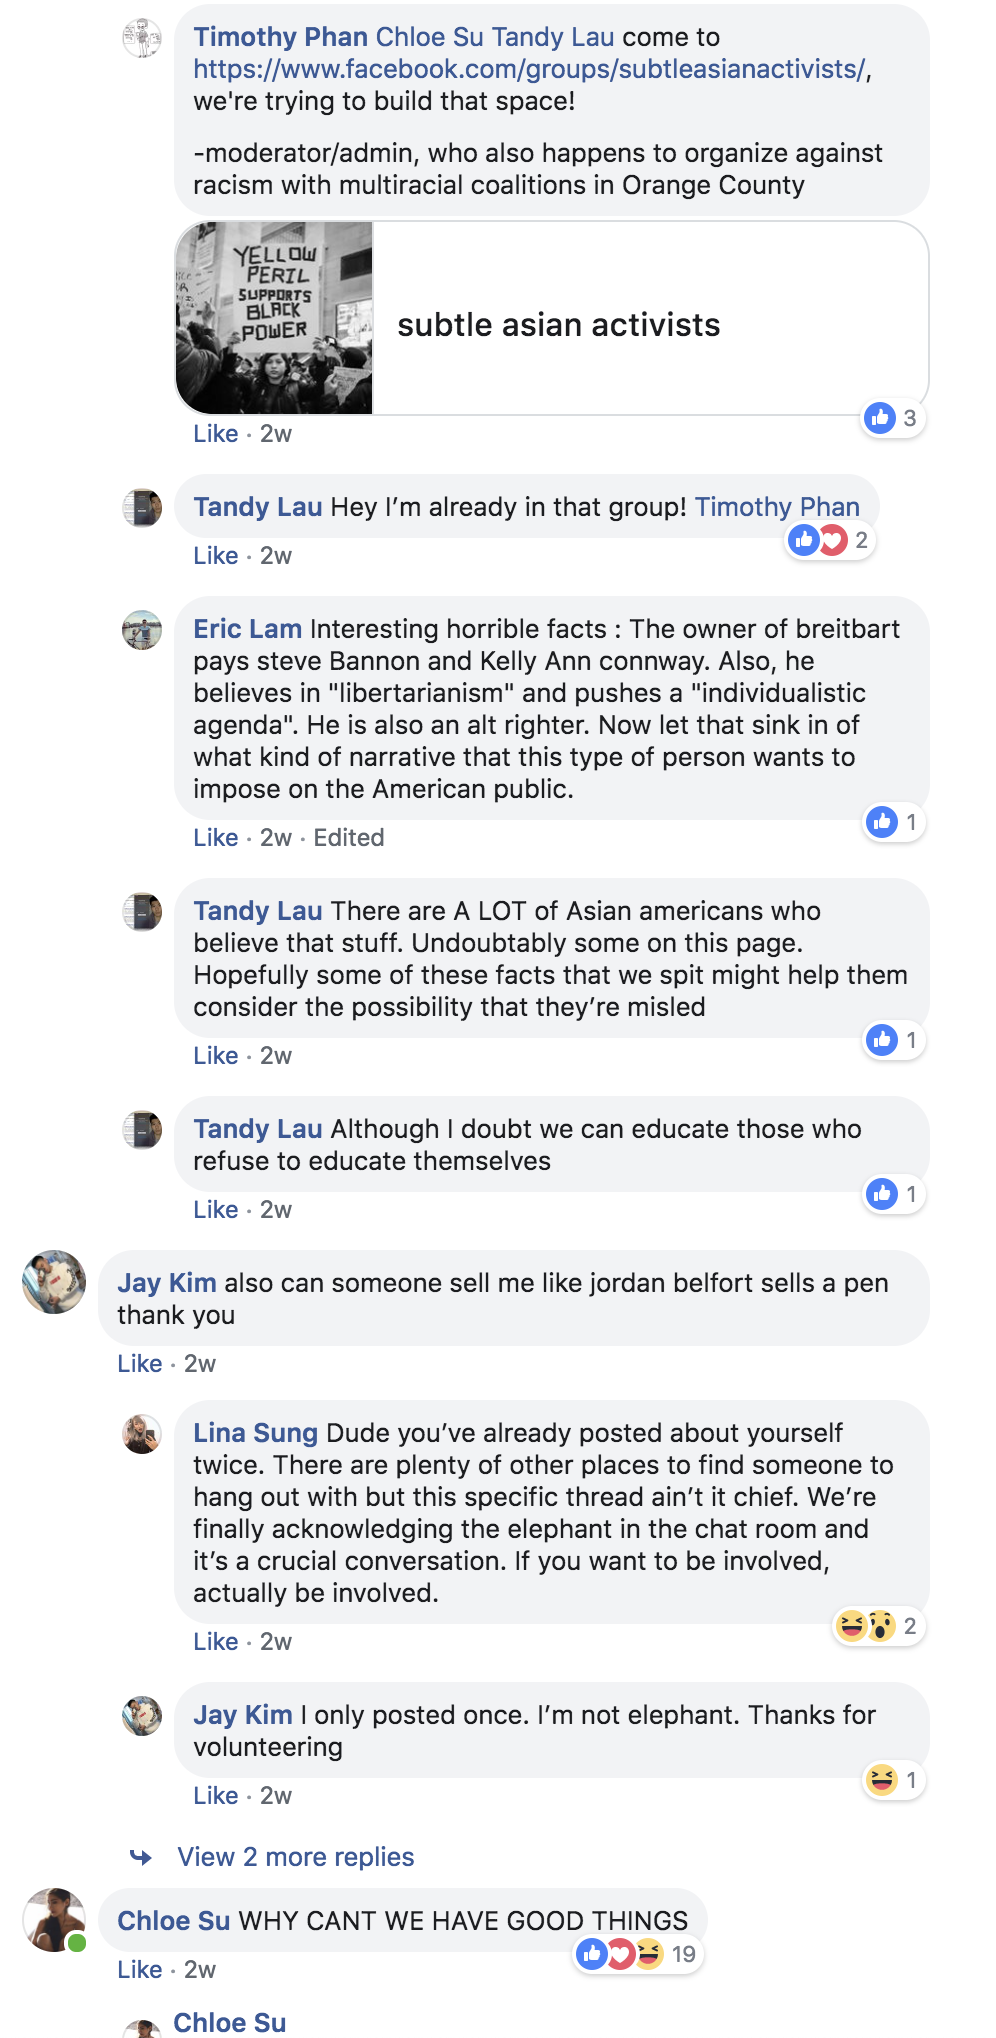 Timothy Phan Chloe Su Tandy Lau come to
https://www.facebook.com/groups/subtleasianactivists/,
we're trying to build that space!
-moderator/admin, who also happens to organize against
racism with multiracial coalitions in Orange County
YELLOW
PERIL
SUPPORTS
BLACK
POWER
subtle asian activists
3
Like · 2w
Tandy Lau Hey I’m already in that group! Timothy Phan
2
Like · 2w
Eric Lam Interesting horrible facts : The owner of breitbart
pays steve Bannon and Kelly Ann connway. Also, he
believes in "libertarianism" and pushes a "individualistic
agenda". He is also an alt righter. Now let that sink in of
what kind of narrative that this type of person wants to
impose on the American public.
1
Like · 2w · Edited
Tandy Lau There are A LOT of Asian americans who
believe that stuff. Undoubtably some on this page.
Hopefully some of these facts that we spit might help them
consider the possibility that they’re misled
1
Like · 2w
Tandy Lau Although I doubt we can educate those who
refuse to educate themselves
1
Like · 2w
Jay Kim also can someone sell me like jordan belfort sells a pen
thank you
Like · 2w
Lina Sung Dude you’ve already posted about yourself
twice. There are plenty of other places to find someone to
hang out with but this specific thread ain’t it chief. We’re
finally acknowledging the elephant in the chat room and
it’s a crucial conversation. If you want to be involved,
actually be involved.
2
Like · 2w
Jay Kim I only posted once. I’m not elephant. Thanks for
volunteering
1
Like · 2w
View 2 more replies
Chloe Su WHY CANT WE HAVE GOOD THINGS
19
Like · 2w
Chloe Su